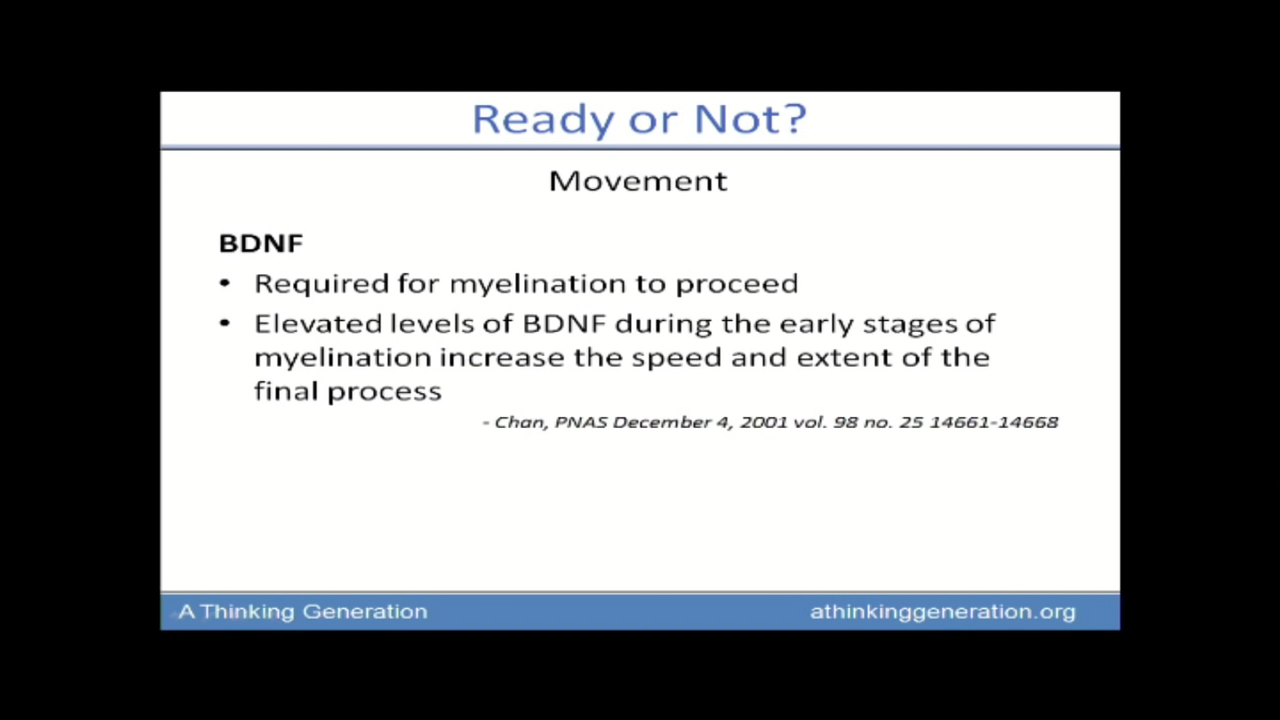 Ready or Not?
Movement
BDNF
• Required for myelination to proceed
• Elevated levels of BDNF during the early stages of
myelination increase the speed and extent of the
final process
- Chan, PNAS December 4, 2001 vol. 98 no. 25 14661-14668
A Thinking Generation
athinkinggeneration.org